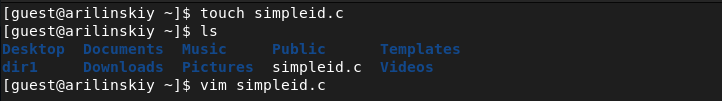 [guest@arilinskiy ~]$ touch simpleid.c
[guest@arilinskiy ~]$ ls
Desktop  Documents  Music     Public      Templates
dir1     Downloads  Pictures  simpleid.c  Videos
[guest@arilinskiy ~]$ vim simpleid.c